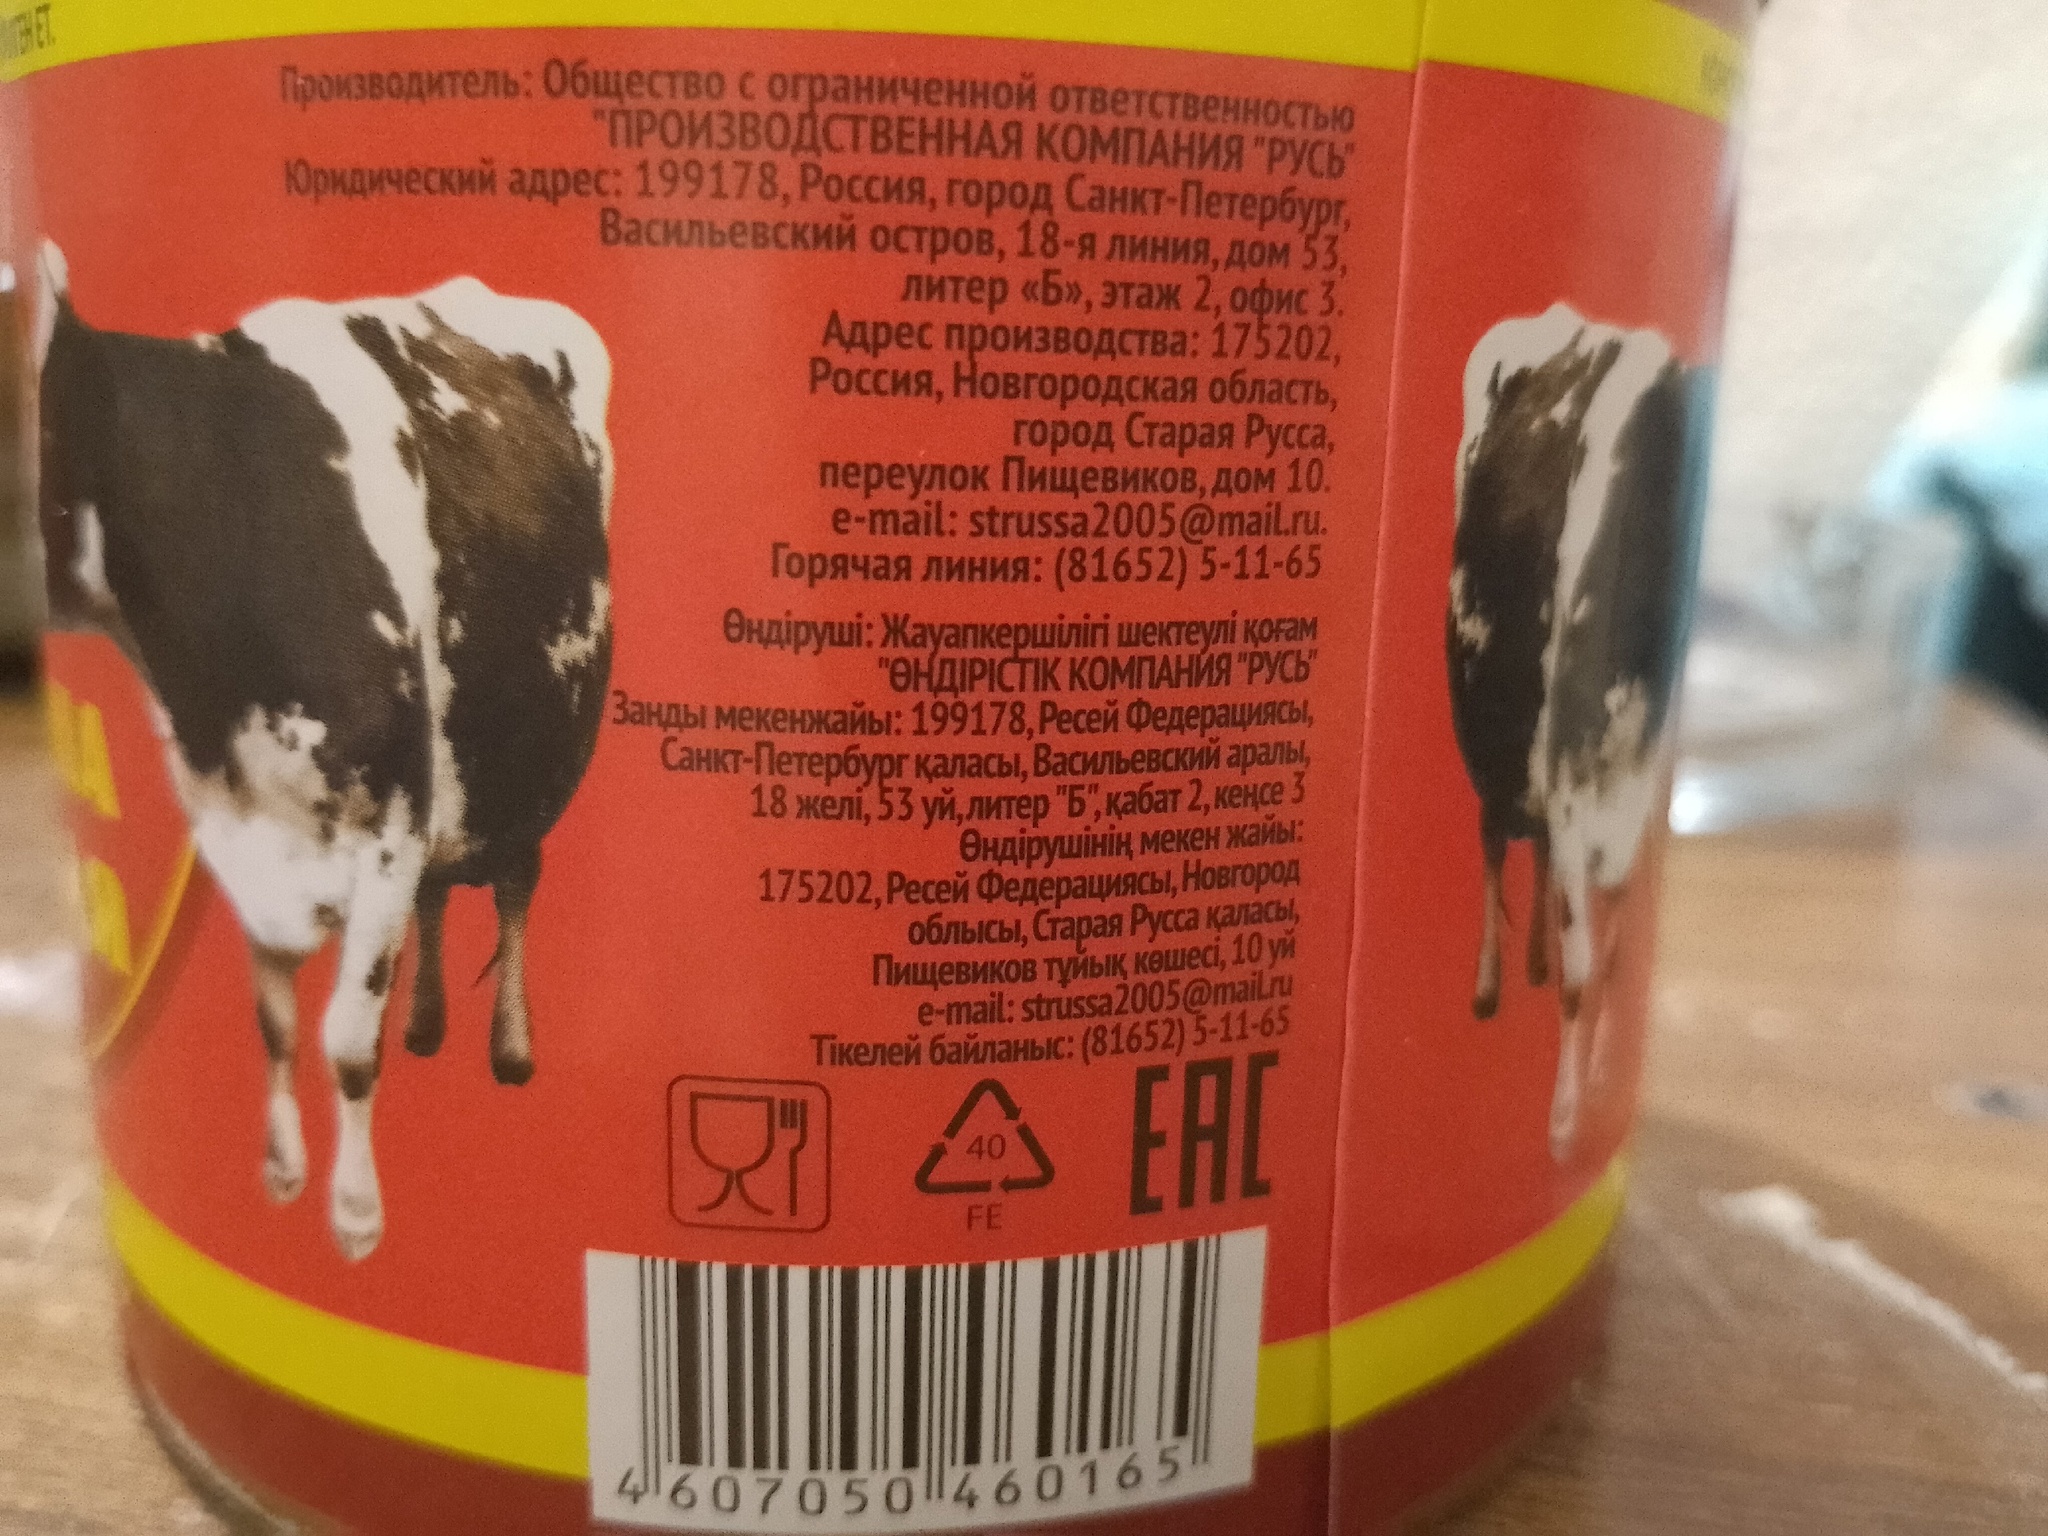 Производитель: Общество с ограниченной ответственностью
"ПРОИЗВОДСТВЕННАЯ КОМПАНИЯ "РУСЬ"
Юридический адрес: 199178, Россия, город Санкт-Петербург,
Васильевский остров, 18-я линия, дом 53,
литер «Б», этаж 2, офис 3.
Адрес производства: 175202,
Россия, Новгородская область,
город Старая Русса,
переулок Пищевиков, дом 10.
e-mail: strussa2005@mail.ru.
Горячая линия: (81652) 5-11-65
Өндіруші: Жауапкершілігі шектеулі қоғам
"ӨНДІРІСТІК КОМПАНИЯ "РУСЬ"
Заңды мекенжайы: 199178, Ресей Федерациясы,
Санкт-Петербург қаласы, Васильевский аралы,
18 желі, 53 уй, литер "Б", қабат 2, кеңсе 3
Өндірушінің мекен жайы:
175202, Ресей Федерациясы, Новгород
облысы, Старая Русса қаласы,
Пищевиков тұйық көшесі, 10 уй
e-mail: strussa2005@mail.ru
Тікелей байланыс: (81652) 5-11-65
40
FE
EAC
4 607050 460165